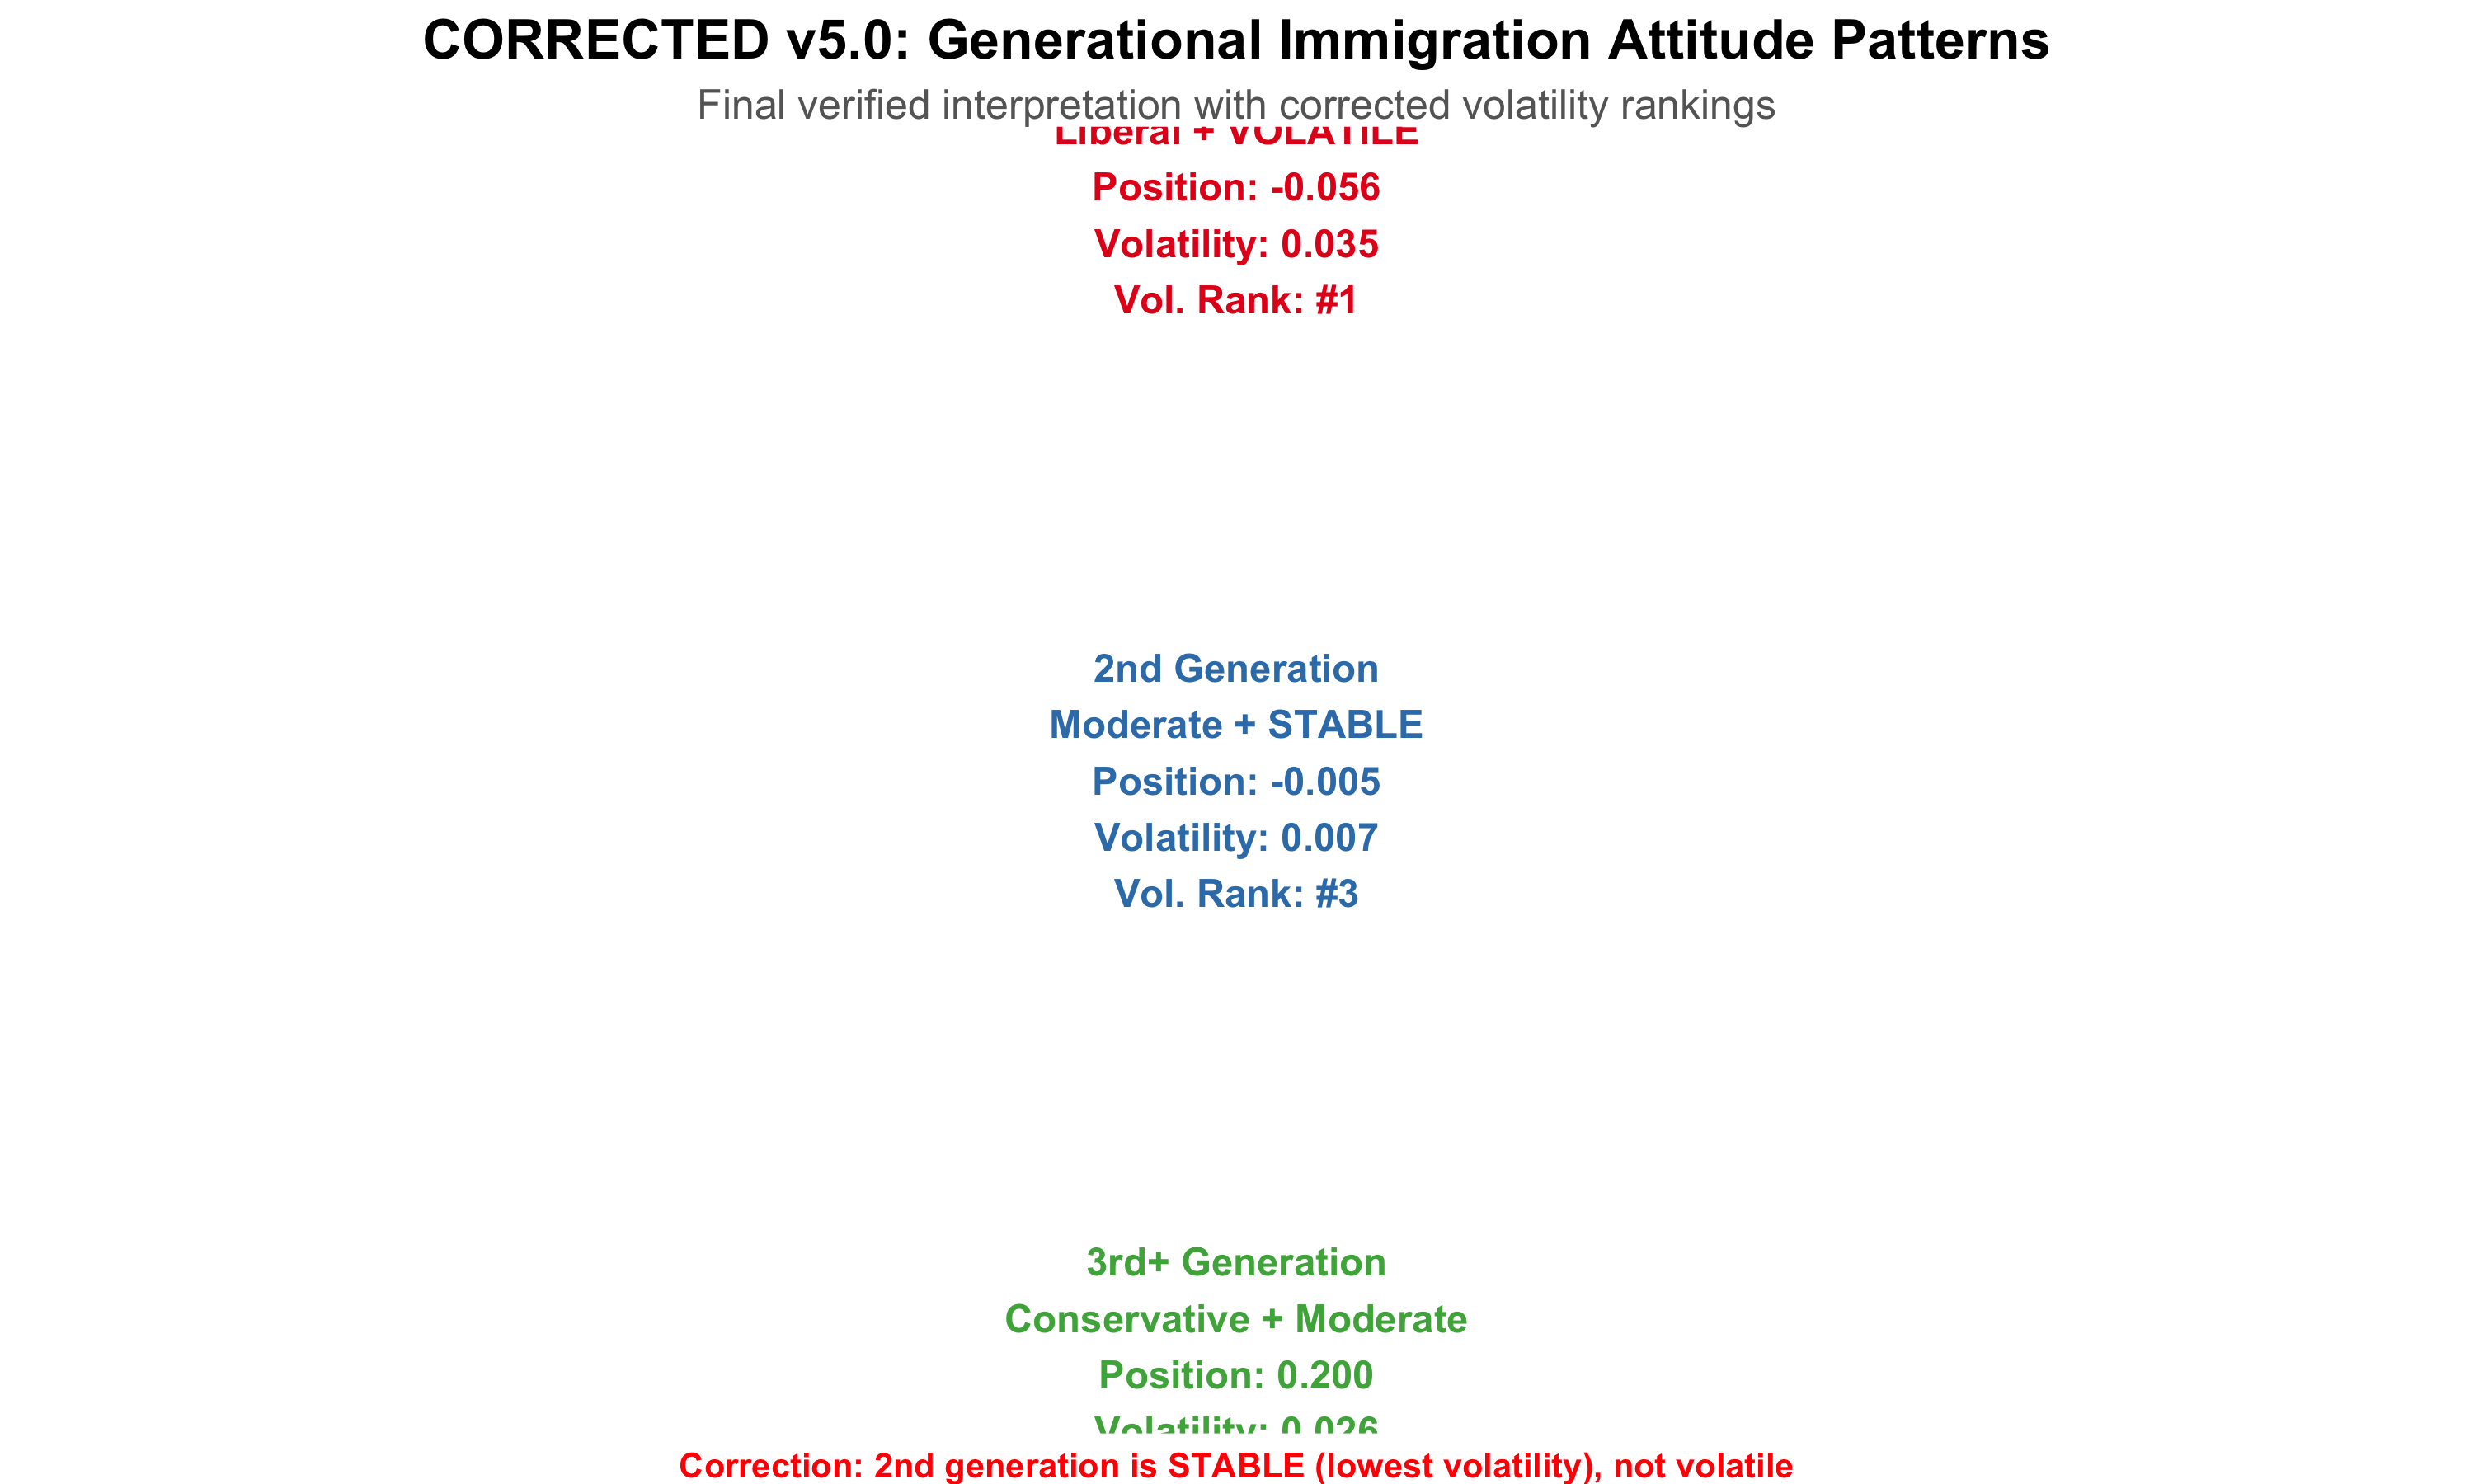 CORRECTED v5.0: Generational Immigration Attitude Patterns
Final verified interpretation with corrected volatility rankings
Liberal + VOLATILE
Position: -0.056
Volatility: 0.035
Vol. Rank: #1
2nd Generation
Moderate + STABLE
Position: -0.005
Volatility: 0.007
Vol. Rank: #3
3rd+ Generation
Conservative + Moderate
Position: 0.200
Volatility: 0.026
Correction: 2nd generation is STABLE (lowest volatility), not volatile